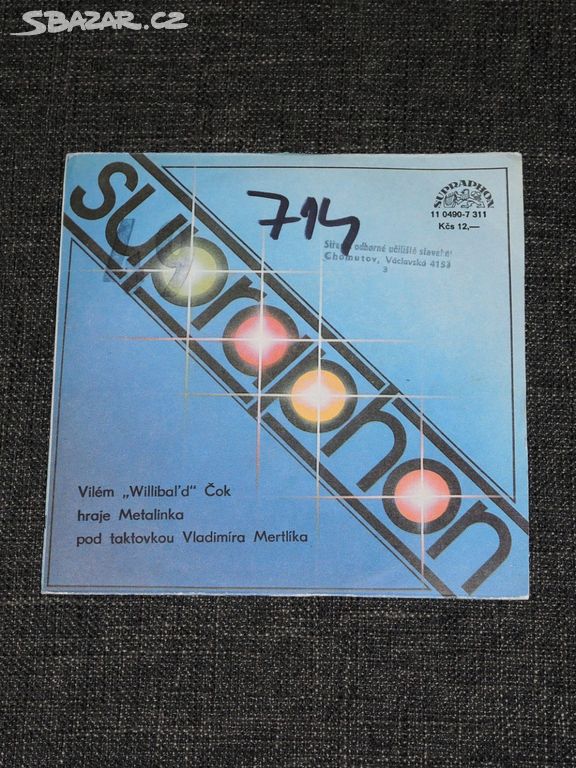 SBAZAR.CZ
SUPRAPHON
11 0490-7 311
Kčs 12,—
714
odborné učiliště stavební
Chomutov, Václavská 4153
3
supraphon
Vilém „Willibal'd" Čok
hraje Metalinka
pod taktovkou Vladimíra Mertlíka